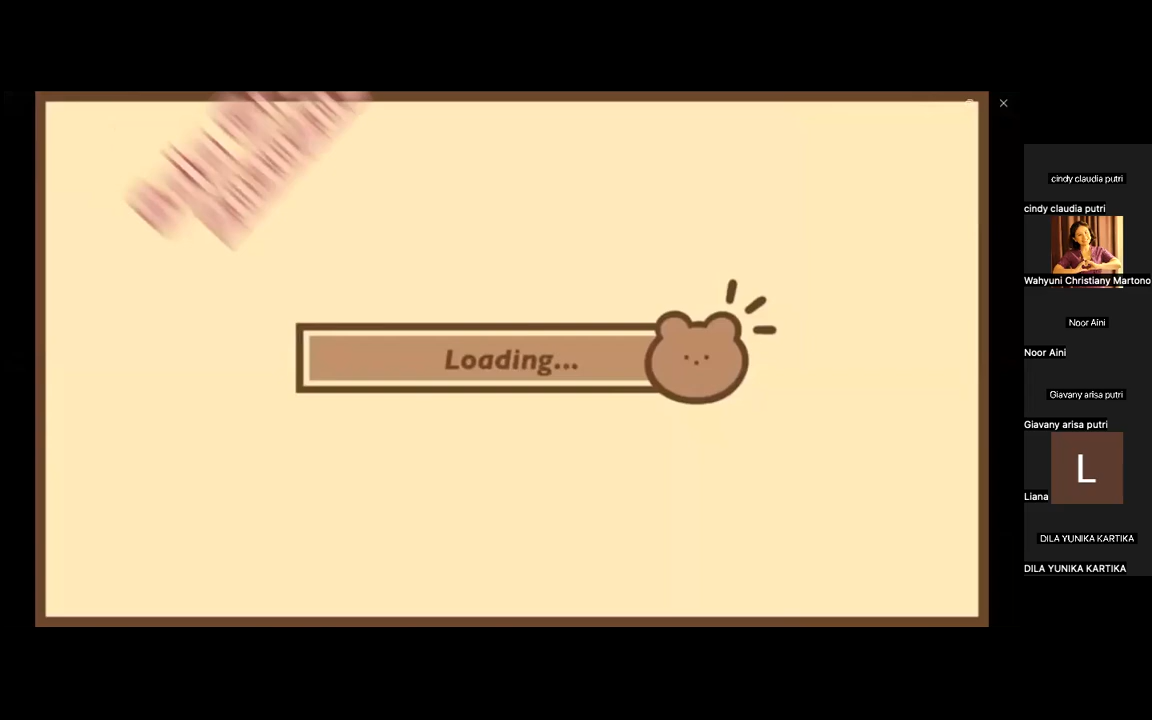 Loading...
cindy claudia putri
cindy claudia putri
Wahyuni Christiany Martono
Noor Aini
Noor Aini
Giavany arisa putri
Giavany arisa putri
L
Liana
DILA YUNIKA KARTIKA
DILA YUNIKA KARTIKA